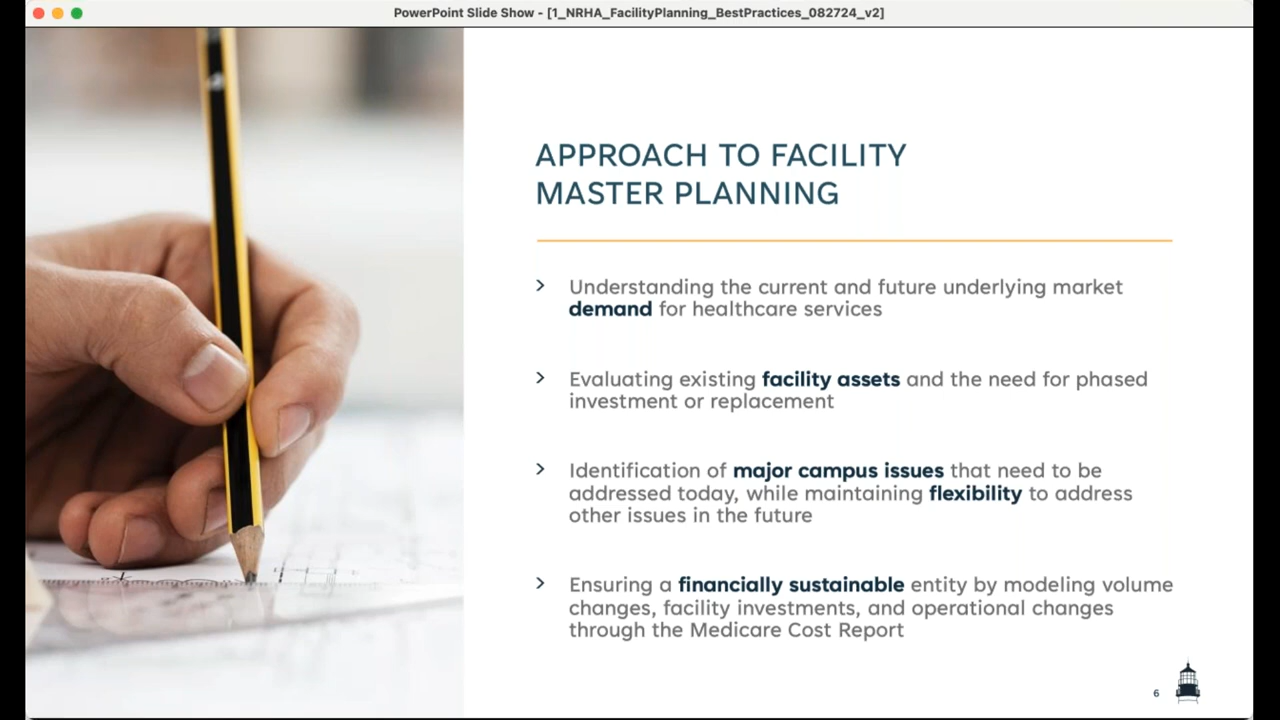 PowerPoint Slide Show - [1_NRHA_FacilityPlanning_BestPractices_082724_v2]
APPROACH TO FACILITY
MASTER PLANNING
> Understanding the current and future underlying market
demand for healthcare services
> Evaluating existing facility assets and the need for phased
investment or replacement
> Identification of major campus issues that need to be
addressed today, while maintaining flexibility to address
other issues in the future
> Ensuring a financially sustainable entity by modeling volume
changes, facility investments, and operational changes
through the Medicare Cost Report
6